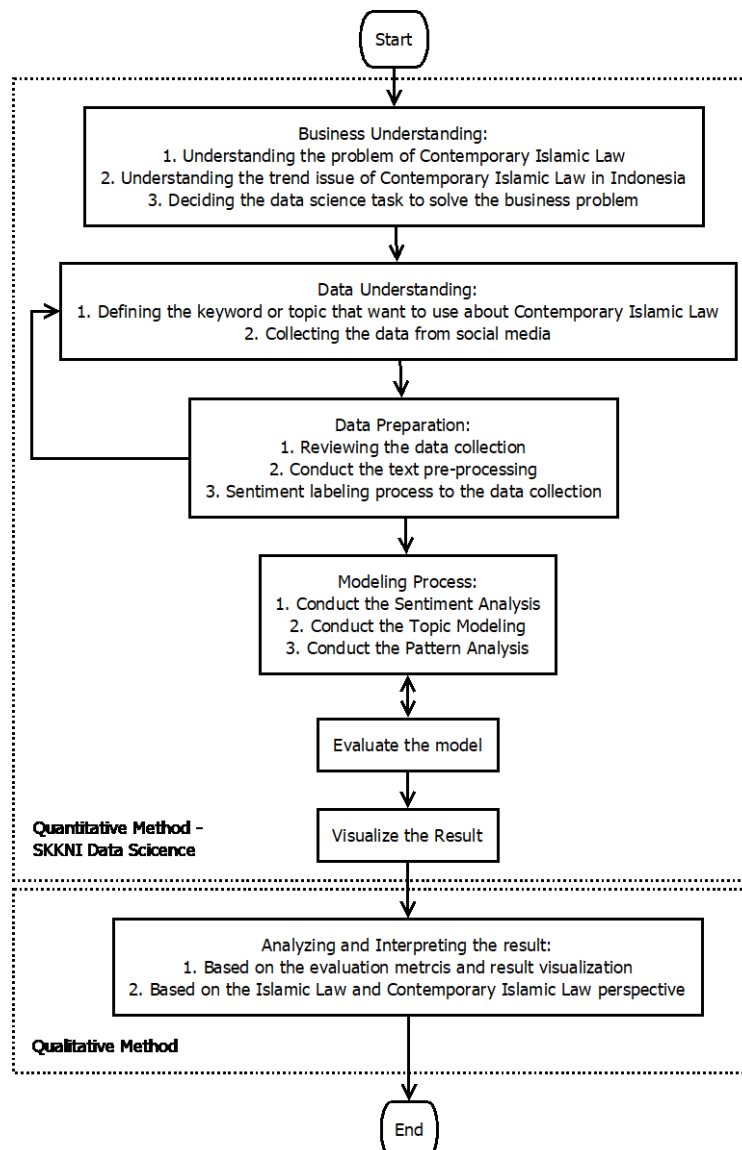 Start
Business Understanding:
1. Understanding the problem of Contemporary Islamic Law
2. Understanding the trend issue of Contemporary Islamic Law in Indonesia
3. Deciding the data science task to solve the business problem
Data Understanding:
1. Defining the keyword or topic that want to use about Contemporary Islamic Law
2. Collecting the data from social media
Data Preparation:
1. Reviewing the data collection
2. Conduct the text pre-processing
3. Sentiment labeling process to the data collection
Modeling Process:
1. Conduct the Sentiment Analysis
2. Conduct the Topic Modeling
3. Conduct the Pattern Analysis
Evaluate the model
Visualize the Result
Quantitative Method -
SKKNI Data Scicence
Analyzing and Interpreting the result:
1. Based on the evaluation metrcis and result visualization
2. Based on the Islamic Law and Contemporary Islamic Law perspective
Qualitative Method
End